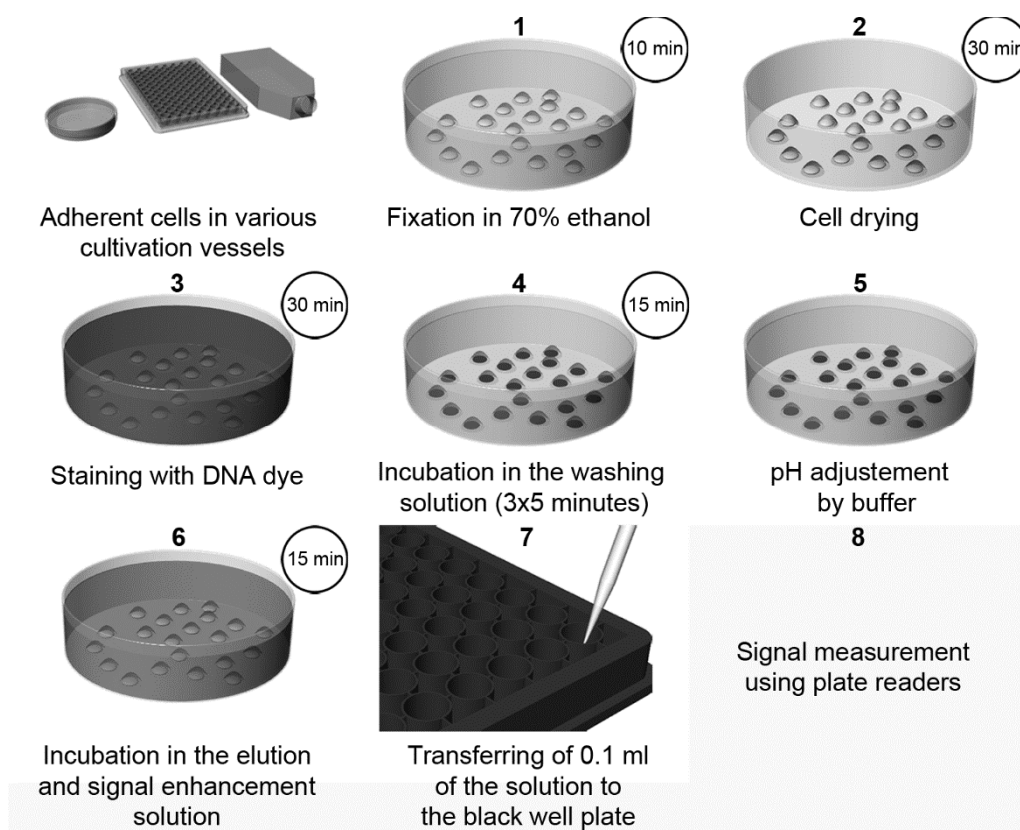 1
10 min
2
30 min
Adherent cells in various
cultivation vessels
Fixation in 70% ethanol
Cell drying
3
30 min
4
15 min
5
Staining with DNA dye
Incubation in the washing
solution (3x5 minutes)
pH adjustement
by buffer
6
15 min
7
8
Signal measurement
using plate readers
Incubation in the elution
and signal enhancement
solution
Transferring of 0.1 ml
of the solution to
the black well plate